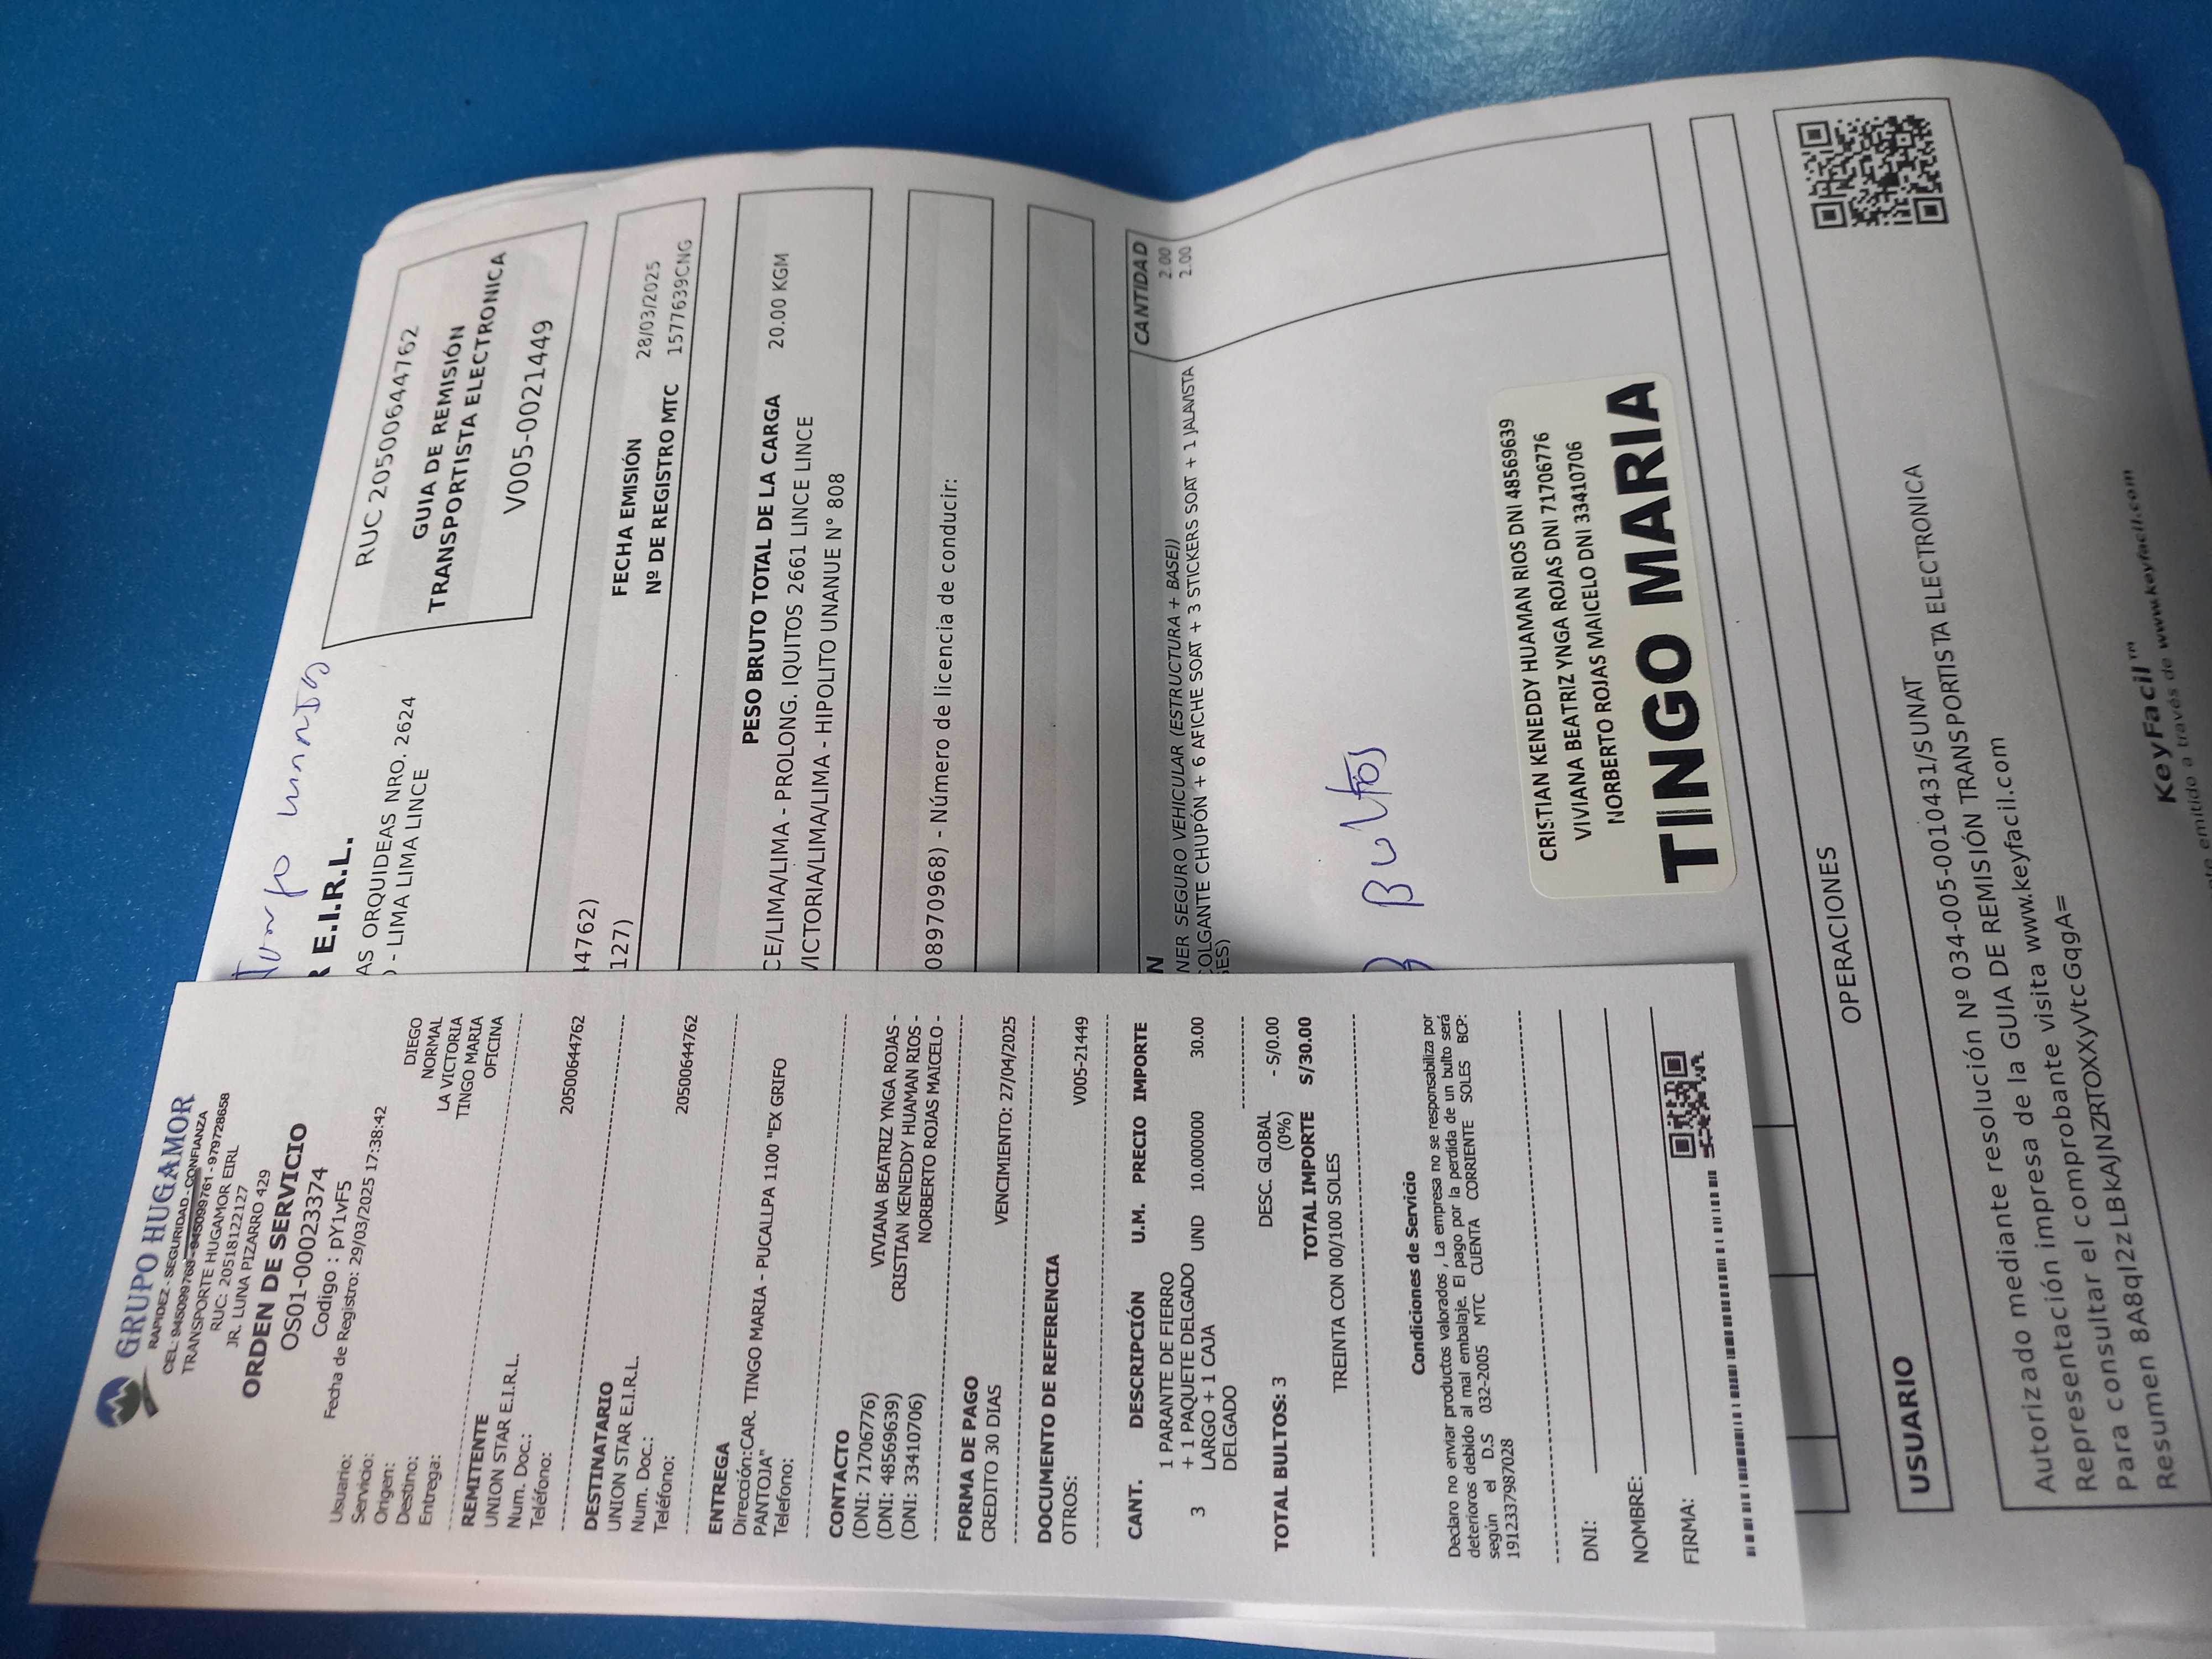 GRUPO HUGAMOR
RAPIDEZ - SEGURIDAD - CONFIANZA
CEL: 945099768 - 945099761 - 979728658
TRANSPORTE HUGAMOR EIRL
RUC: 20518122127
JR. LUNA PIZARRO 429
ORDEN DE SERVICIO
OS01-00023374
Codigo : pY1vF5
Fecha de Registro: 29/03/2025 17:38:42
Usuario: DIEGO
Servicio: NORMAL
Origen: LA VICTORIA
Destino: TINGO MARIA
Entrega: OFICINA
REMITENTE
UNION STAR E.I.R.L.
Num. Doc.: 20500644762
Teléfono:
DESTINATARIO
UNION STAR E.I.R.L.
Num. Doc.: 20500644762
Teléfono:
ENTREGA
Dirección:CAR. TINGO MARIA - PUCALLPA 1100 "EX GRIFO
PANTOJA"
Telefono:
CONTACTO
(DNI: 71706776) VIVIANA BEATRIZ YNGA ROJAS -
(DNI: 48569639) CRISTIAN KENEDDY HUAMAN RIOS -
(DNI: 33410706) NORBERTO ROJAS MAICELO -
FORMA DE PAGO
CREDITO 30 DIAS VENCIMIENTO: 27/04/2025
DOCUMENTO DE REFERENCIA
OTROS: V005-21449
CANT. DESCRIPCIÓN U.M. PRECIO IMPORTE
1 PARANTE DE FIERRO
3 + 1 PAQUETE DELGADO UND 10.000000 30.00
LARGO + 1 CAJA
DELGADO
TOTAL BULTOS: 3 DESC. GLOBAL - S/0.00
(0%)
TOTAL IMPORTE S/30.00
TREINTA CON 00/100 SOLES
Condiciones de Servicio
Declaro no enviar productos valorados , La empresa no se responsabiliza por
deterioros debido al mal embalaje. El pago por la perdida de un bulto será
según el D.S 032-2005 MTC CUENTA CORRIENTE SOLES BCP:
1912337987028
DNI:
NOMBRE:
FIRMA:
Tingo
R E.I.R.L.
AS ORQUIDEAS NRO. 2624
- LIMA LIMA LINCE
RUC 20500644762
GUIA DE REMISIÓN
TRANSPORTISTA ELECTRONICA
V005-0021449
44762)
127)
FECHA EMISIÓN 28/03/2025
Nº DE REGISTRO MTC 1577639CNG
PESO BRUTO TOTAL DE LA CARGA 20.00 KGM
CE/LIMA/LIMA - PROLONG. IQUITOS 2661 LINCE LINCE
VICTORIA/LIMA/LIMA - HIPOLITO UNANUE N° 808
08970968) - Número de licencia de conducir:
N CANTIDAD
NER SEGURO VEHICULAR (ESTRUCTURA + BASE)) 2.00
OLGANTE CHUPÓN + 6 AFICHE SOAT + 3 STICKERS SOAT + 1 JALAVISTA 2.00
ES)
3 Bultos
CRISTIAN KENEDDY HUAMAN RIOS DNI 48569639
VIVIANA BEATRIZ YNGA ROJAS DNI 71706776
NORBERTO ROJAS MAICELO DNI 33410706
TINGO MARIA
OPERACIONES
USUARIO
Autorizado mediante resolución Nº 034-005-0010431/SUNAT
Representación impresa de la GUIA DE REMISIÓN TRANSPORTISTA ELECTRONICA
Para consultar el comprobante visita www.keyfacil.com
Resumen 8A8qI2zLBKAJNZRTOXXyVtcGqgA=
KeyFacil™
emitido a través de www.keyfacil.com